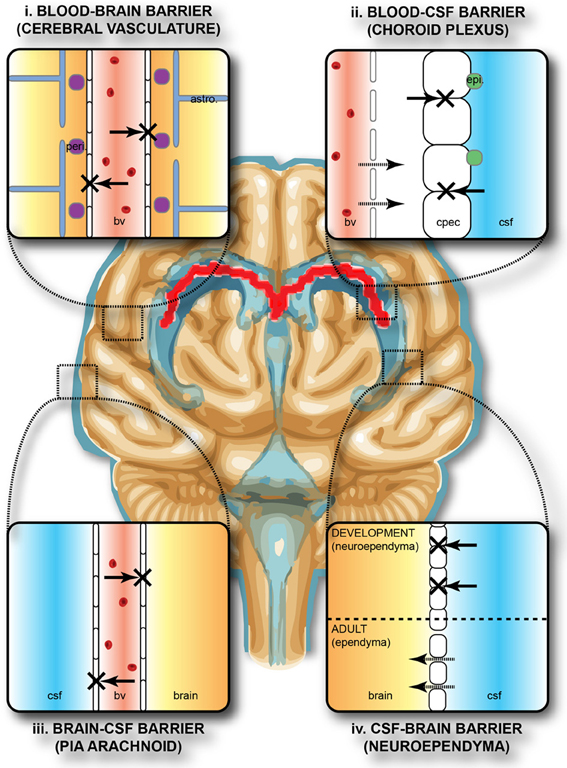 i. BLOOD-BRAIN BARRIER
(CEREBRAL VASCULATURE)
ii. BLOOD-CSF BARRIER
(CHOROID PLEXUS)
astro.
peri.
bv
epi.
bv
cpec
csf
csf
bv
brain
DEVELOPMENT
(neuroependyma)
ADULT
(ependyma)
brain
csf
iii. BRAIN-CSF BARRIER
(PIA ARACHNOID)
iv. CSF-BRAIN BARRIER
(NEUROEPENDYMA)